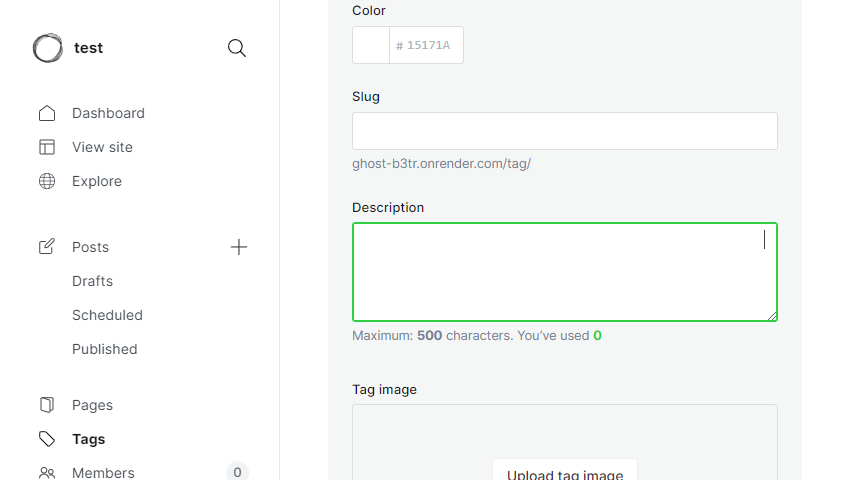 test
Dashboard
View site
Explore
Posts
Drafts
Scheduled
Published
Pages
Tags
Members 0
Color
# 15171A
Slug
ghost-b3tr.onrender.com/tag/
Description
Maximum: 500 characters. You’ve used 0
Tag image
Upload tag image